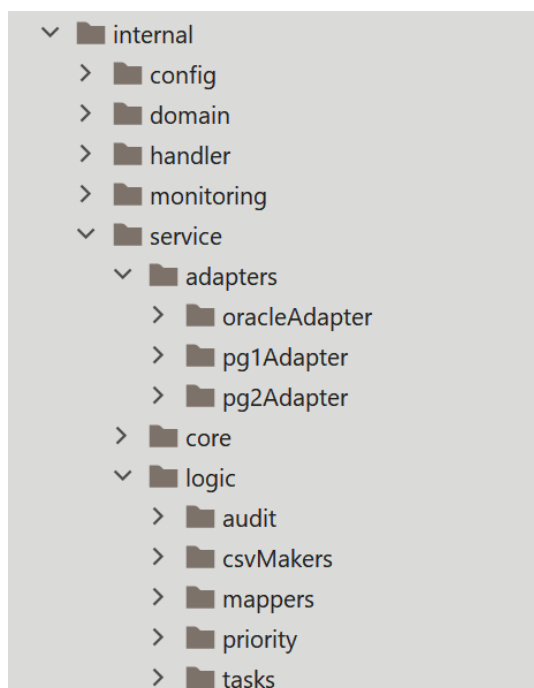 internal
config
domain
handler
monitoring
service
adapters
oracleAdapter
pg1Adapter
pg2Adapter
core
logic
audit
csvMakers
mappers
priority
tasks